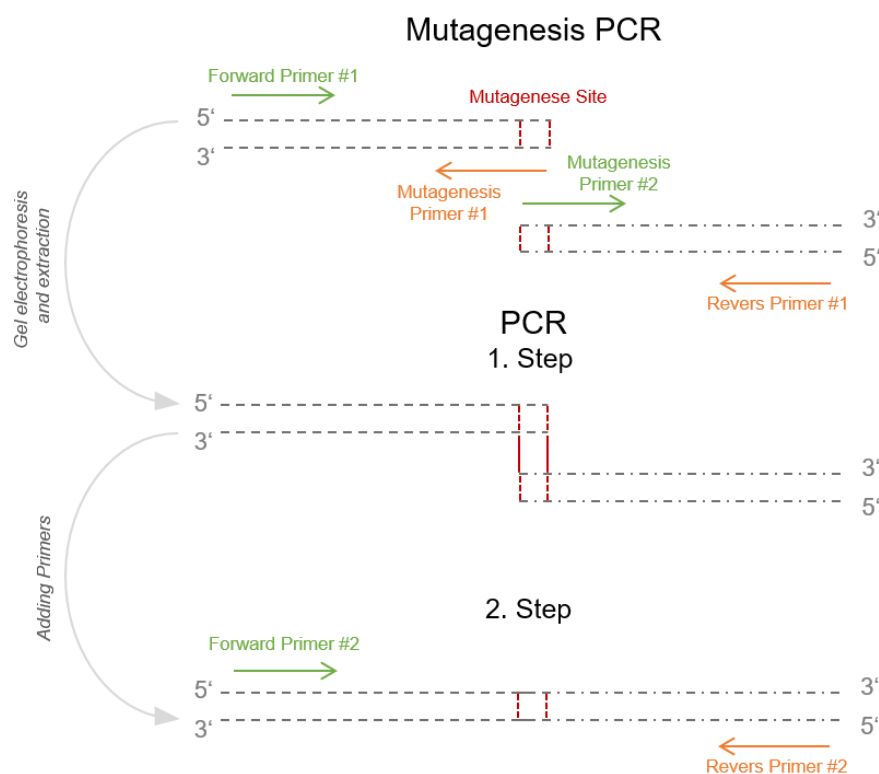 Mutagenesis PCR
Forward Primer #1
Mutagenese Site
5‘
3‘
Mutagenesis
Primer #2
Mutagenesis
Primer #1
3‘
5‘
Revers Primer #1
Gel electrophoresis
and extraction
PCR
1. Step
5‘
3‘
3‘
5‘
Adding Primers
2. Step
Forward Primer #2
5‘
3‘
3‘
5‘
Revers Primer #2